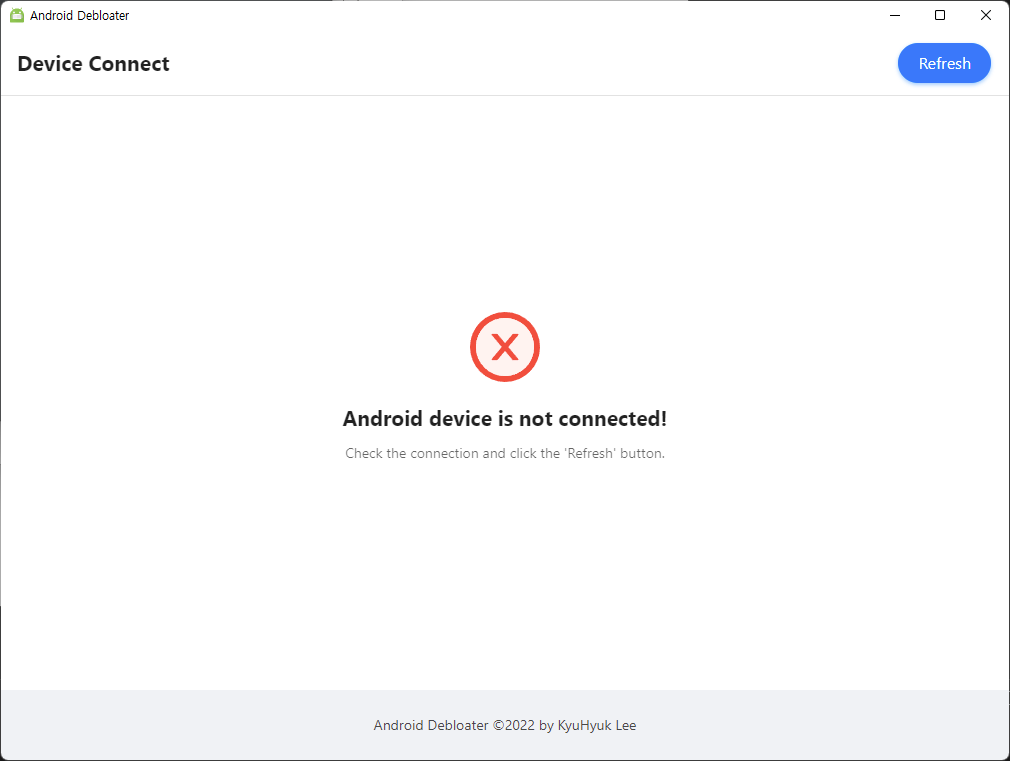 Android Debloater
Device Connect
Refresh
Android device is not connected!
Check the connection and click the 'Refresh' button.
Android Debloater ©2022 by KyuHyuk Lee